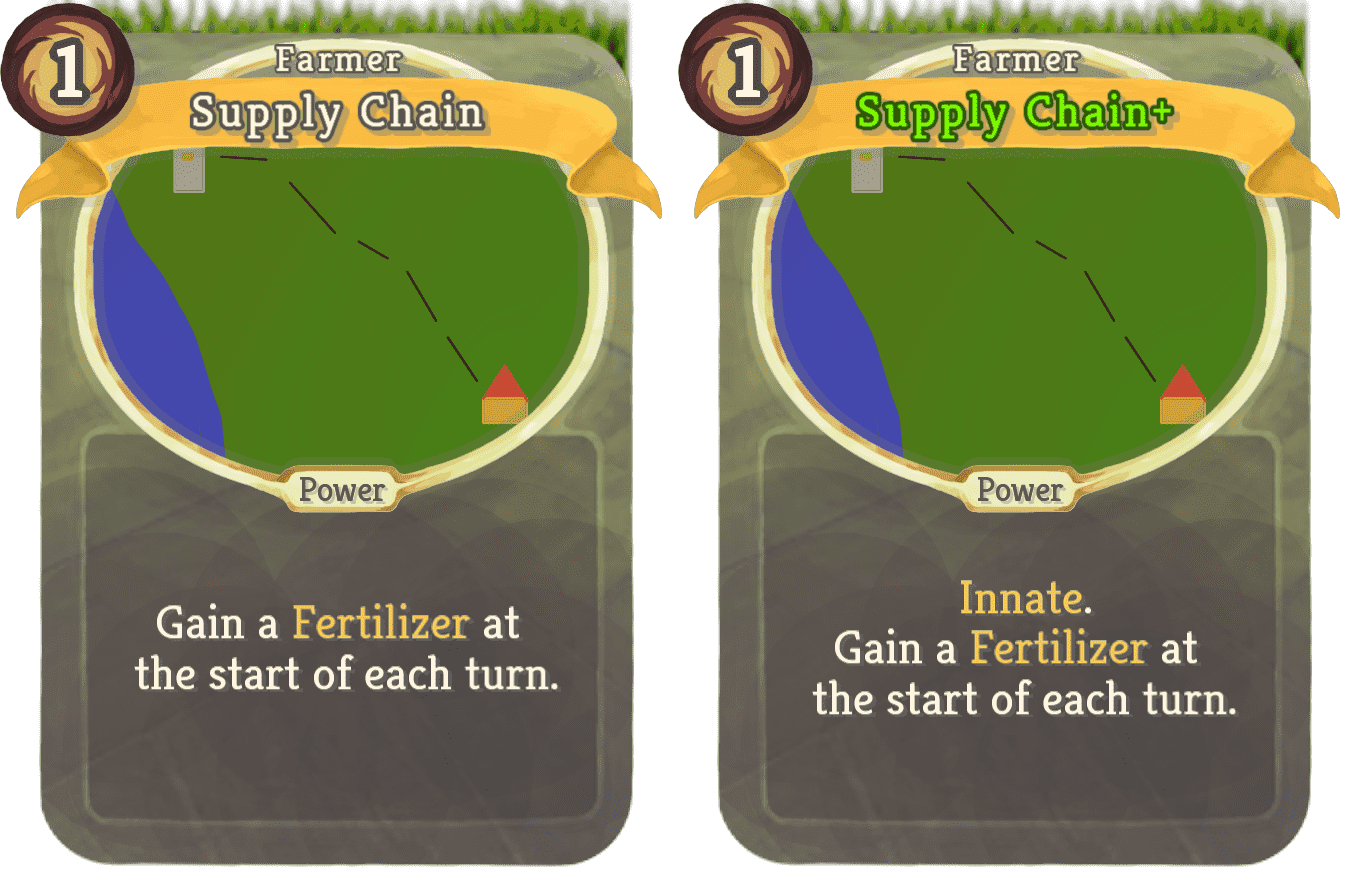 1
Farmer
Supply Chain
Power
Gain a Fertilizer at
the start of each turn.
1
Farmer
Supply Chain+
Power
Innate.
Gain a Fertilizer at
the start of each turn.